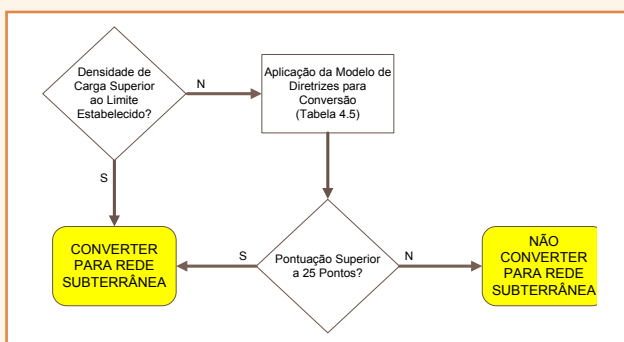 Densidade de
Carga Superior
ao Limite
Estabelecido?
N
Aplicação da Modelo de
Diretrizes para
Conversão
(Tabela 4.5)
S
CONVERTER
PARA REDE
SUBTERRÂNEA
S
Pontuação Superior
a 25 Pontos?
N
NÃO
CONVERTER
PARA REDE
SUBTERRÂNEA